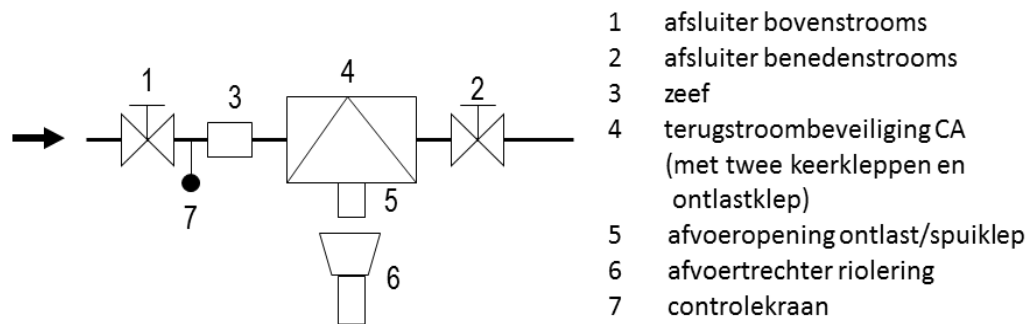 1
2
3
4
5
6
7
1 afsluiter bovenstrooms
2 afsluiter benedenstrooms
3 zeef
4 terugstroombeveiliging CA
(met twee keerkleppen en
ontlastklep)
5 afvoeropening ontlast/spuiklep
6 afvoertrechter riolering
7 controlekraan